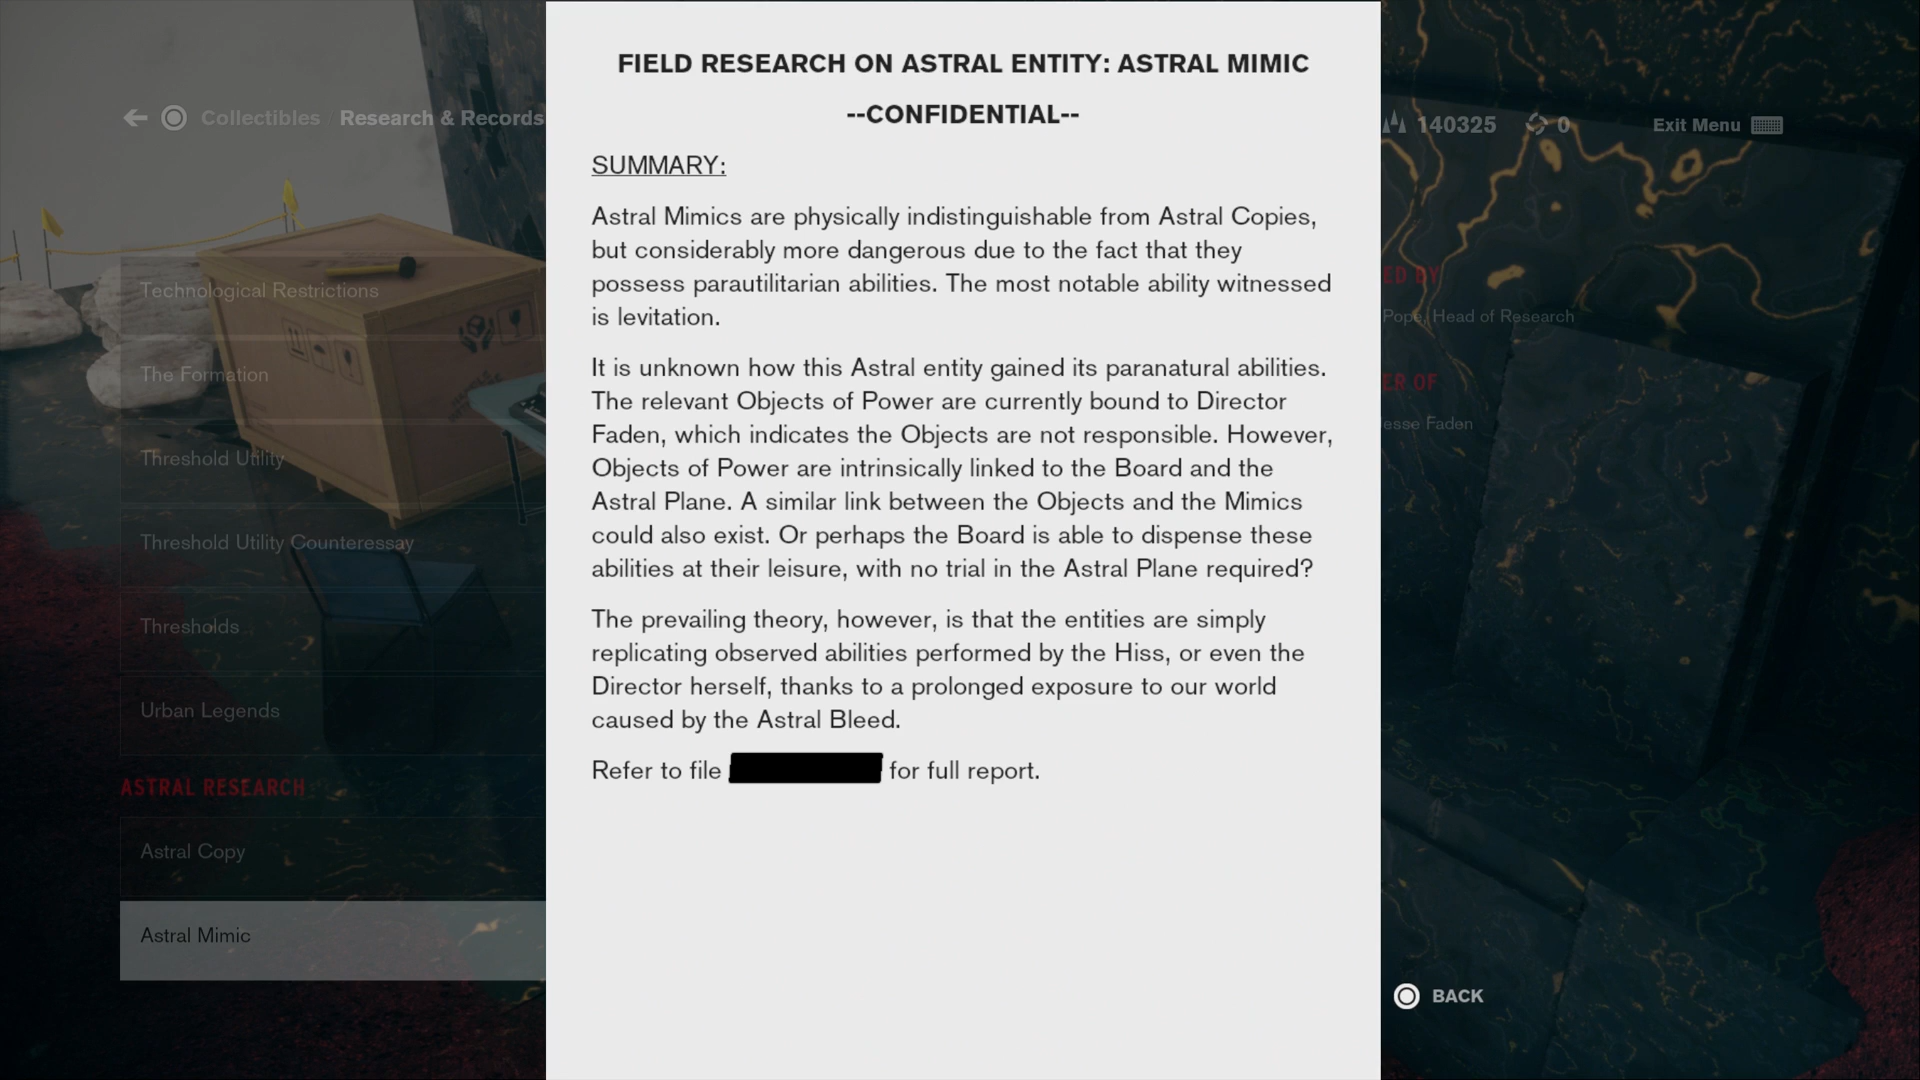 FIELD RESEARCH ON ASTRAL ENTITY: ASTRAL MIMIC
--CONFIDENTIAL--
SUMMARY:
Astral Mimics are physically indistinguishable from Astral Copies,
but considerably more dangerous due to the fact that they
possess parautilitarian abilities. The most notable ability witnessed
is levitation.
It is unknown how this Astral entity gained its paranatural abilities.
The relevant Objects of Power are currently bound to Director
Faden, which indicates the Objects are not responsible. However,
Objects of Power are intrinsically linked to the Board and the
Astral Plane. A similar link between the Objects and the Mimics
could also exist. Or perhaps the Board is able to dispense these
abilities at their leisure, with no trial in the Astral Plane required?
The prevailing theory, however, is that the entities are simply
replicating observed abilities performed by the Hiss, or even the
Director herself, thanks to a prolonged exposure to our world
caused by the Astral Bleed.
Refer to file for full report.
Collectibles / Research & Records
Technological Restrictions
The Formation
Threshold Utility
Threshold Utility Counteressay
Thresholds
Urban Legends
ASTRAL RESEARCH
Astral Copy
Astral Mimic
140325 0 Exit Menu
ED BY
Pope, Head of Research
ER OF
esse Faden
BACK